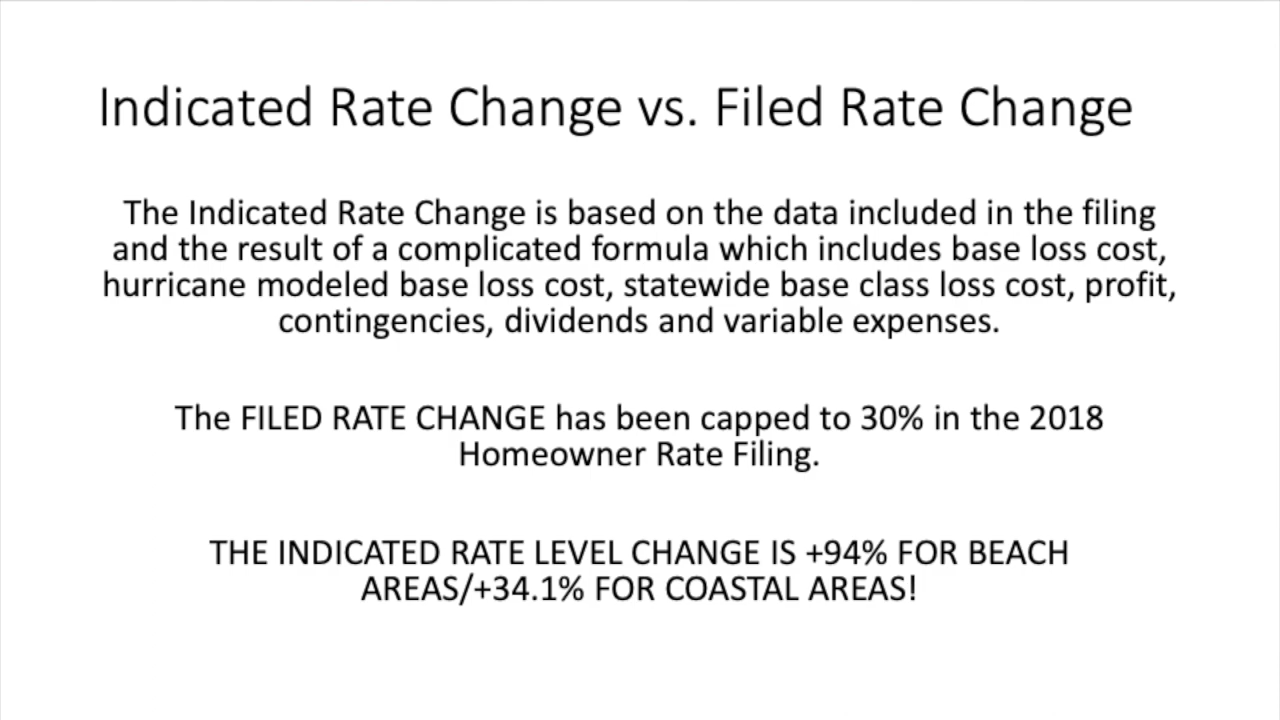 Indicated Rate Change vs. Filed Rate Change
The Indicated Rate Change is based on the data included in the filing
and the result of a complicated formula which includes base loss cost,
hurricane modeled base loss cost, statewide base class loss cost, profit,
contingencies, dividends and variable expenses.
The FILED RATE CHANGE has been capped to 30% in the 2018
Homeowner Rate Filing.
THE INDICATED RATE LEVEL CHANGE IS +94% FOR BEACH
AREAS/+34.1% FOR COASTAL AREAS!